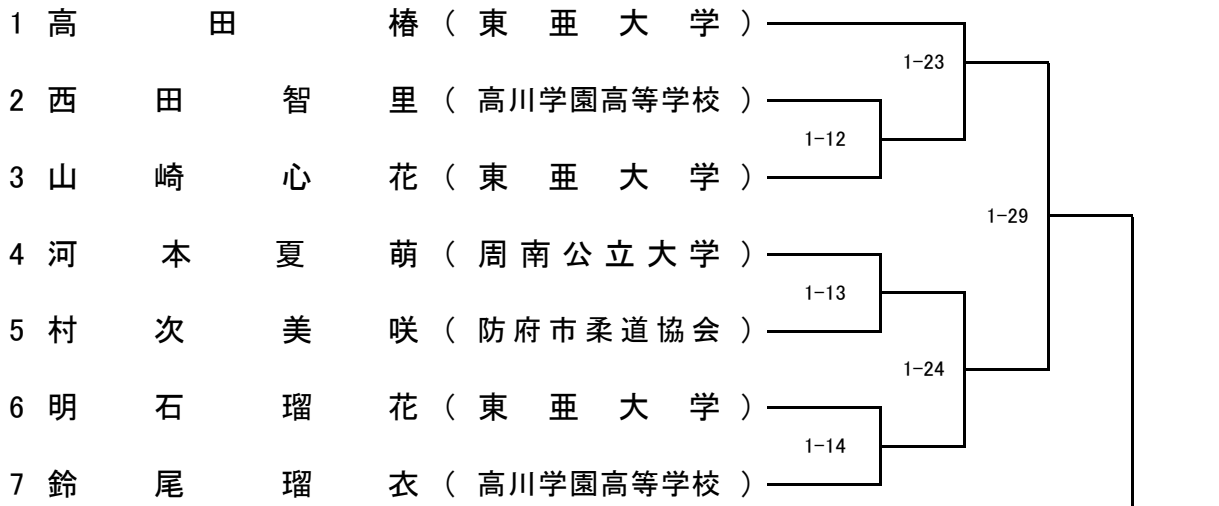 1 高田椿（東亜大学）
1-23
2 西田智里（高川学園高等学校）
1-12
3 山崎心花（東亜大学）
1-29
4 河本夏萌（周南公立大学）
1-13
5 村次美咲（防府市柔道協会）
1-24
6 明石瑠花（東亜大学）
1-14
7 鈴尾瑠衣（高川学園高等学校）